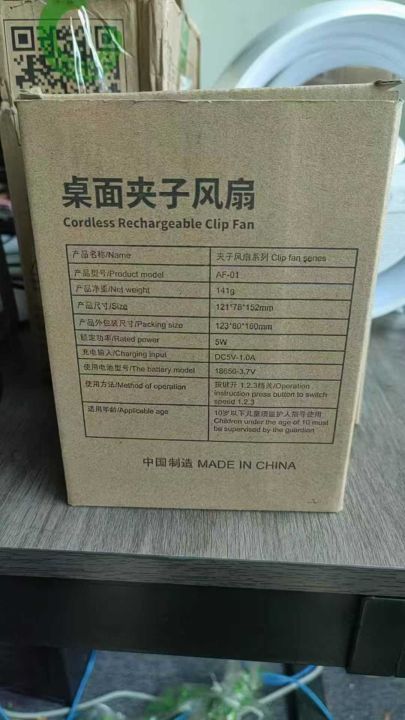 桌面夹子风扇
Cordless Rechargeable Clip Fan
产品名称/Name 夹子风扇系列 Clip fan series
产品型号/Product model AF-01
产品净重/Net weight 141g
产品尺寸/Size 121*78*152mm
产品外包装尺寸/Packing size 123*80*160mm
额定功率/Rated power 5W
充电输入/Charging input DC5V-1.0A
使用电池型号/The battery model 18650-3.7V
使用方法/Method of operation 按键开 1.2.3档关/Operation
instruction press button to switch
speed 1.2.3
适用年龄/Applicable age 10岁以下儿童须监护人指导使用
Children under the age of 10 must
be supervised by the guardian
中国制造 MADE IN CHINA